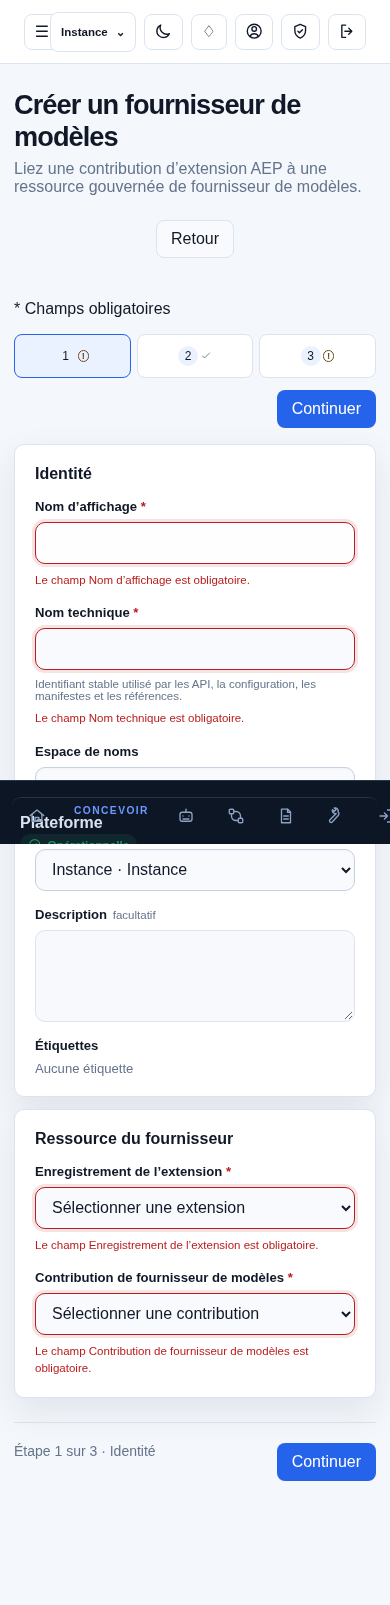 Instance
Créer un fournisseur de
modèles
Liez une contribution d’extension AEP à une
ressource gouvernée de fournisseur de modèles.
Retour
* Champs obligatoires
1
2
3
Continuer
Identité
Nom d’affichage *
Le champ Nom d’affichage est obligatoire.
Nom technique *
Identifiant stable utilisé par les API, la configuration, les
manifestes et les références.
Le champ Nom technique est obligatoire.
Espace de noms
CONCEVOIR
Plateforme
Opérationnelle
Instance · Instance
Description facultatif
Étiquettes
Aucune étiquette
Ressource du fournisseur
Enregistrement de l’extension *
Sélectionner une extension
Le champ Enregistrement de l’extension est obligatoire.
Contribution de fournisseur de modèles *
Sélectionner une contribution
Le champ Contribution de fournisseur de modèles est
obligatoire.
Étape 1 sur 3 · Identité
Continuer